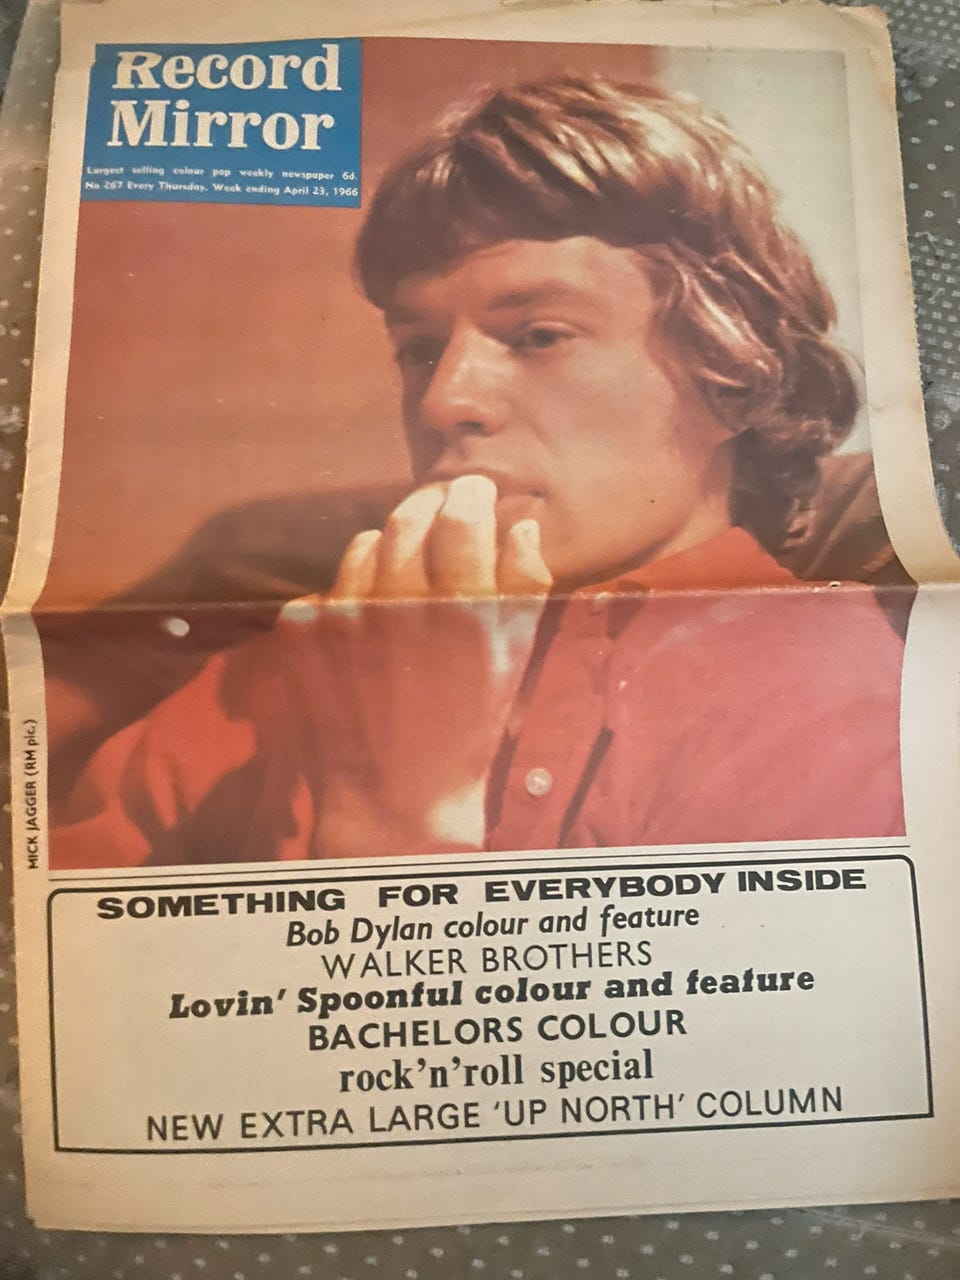 Record
Mirror
Largest selling colour pop weekly newspaper 6d.
No 267 Every Thursday. Week ending April 23, 1966
MICK JAGGER (RM pic.)
SOMETHING FOR EVERYBODY INSIDE
Bob Dylan colour and feature
WALKER BROTHERS
Lovin' Spoonful colour and feature
BACHELORS COLOUR
rock'n'roll special
NEW EXTRA LARGE 'UP NORTH' COLUMN